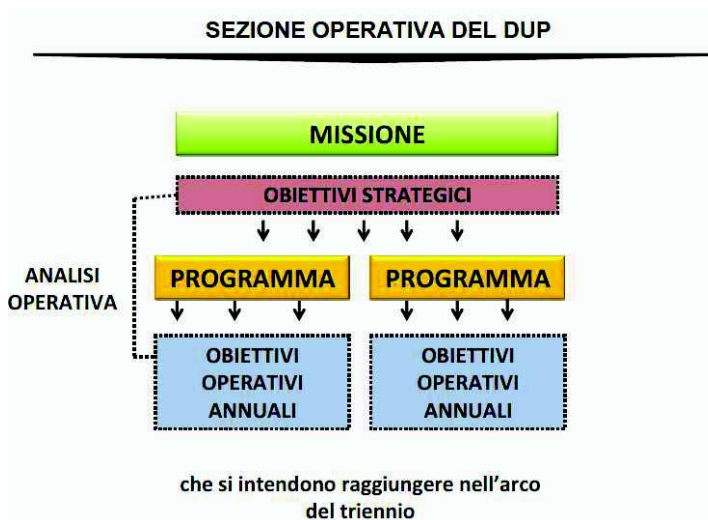 SEZIONE OPERATIVA DEL DUP
MISSIONE
OBIETTIVI STRATEGICI
ANALISI
OPERATIVA
PROGRAMMA
PROGRAMMA
OBIETTIVI
OPERATIVI
ANNUALI
OBIETTIVI
OPERATIVI
ANNUALI
che si intendono raggiungere nell'arco
del triennio